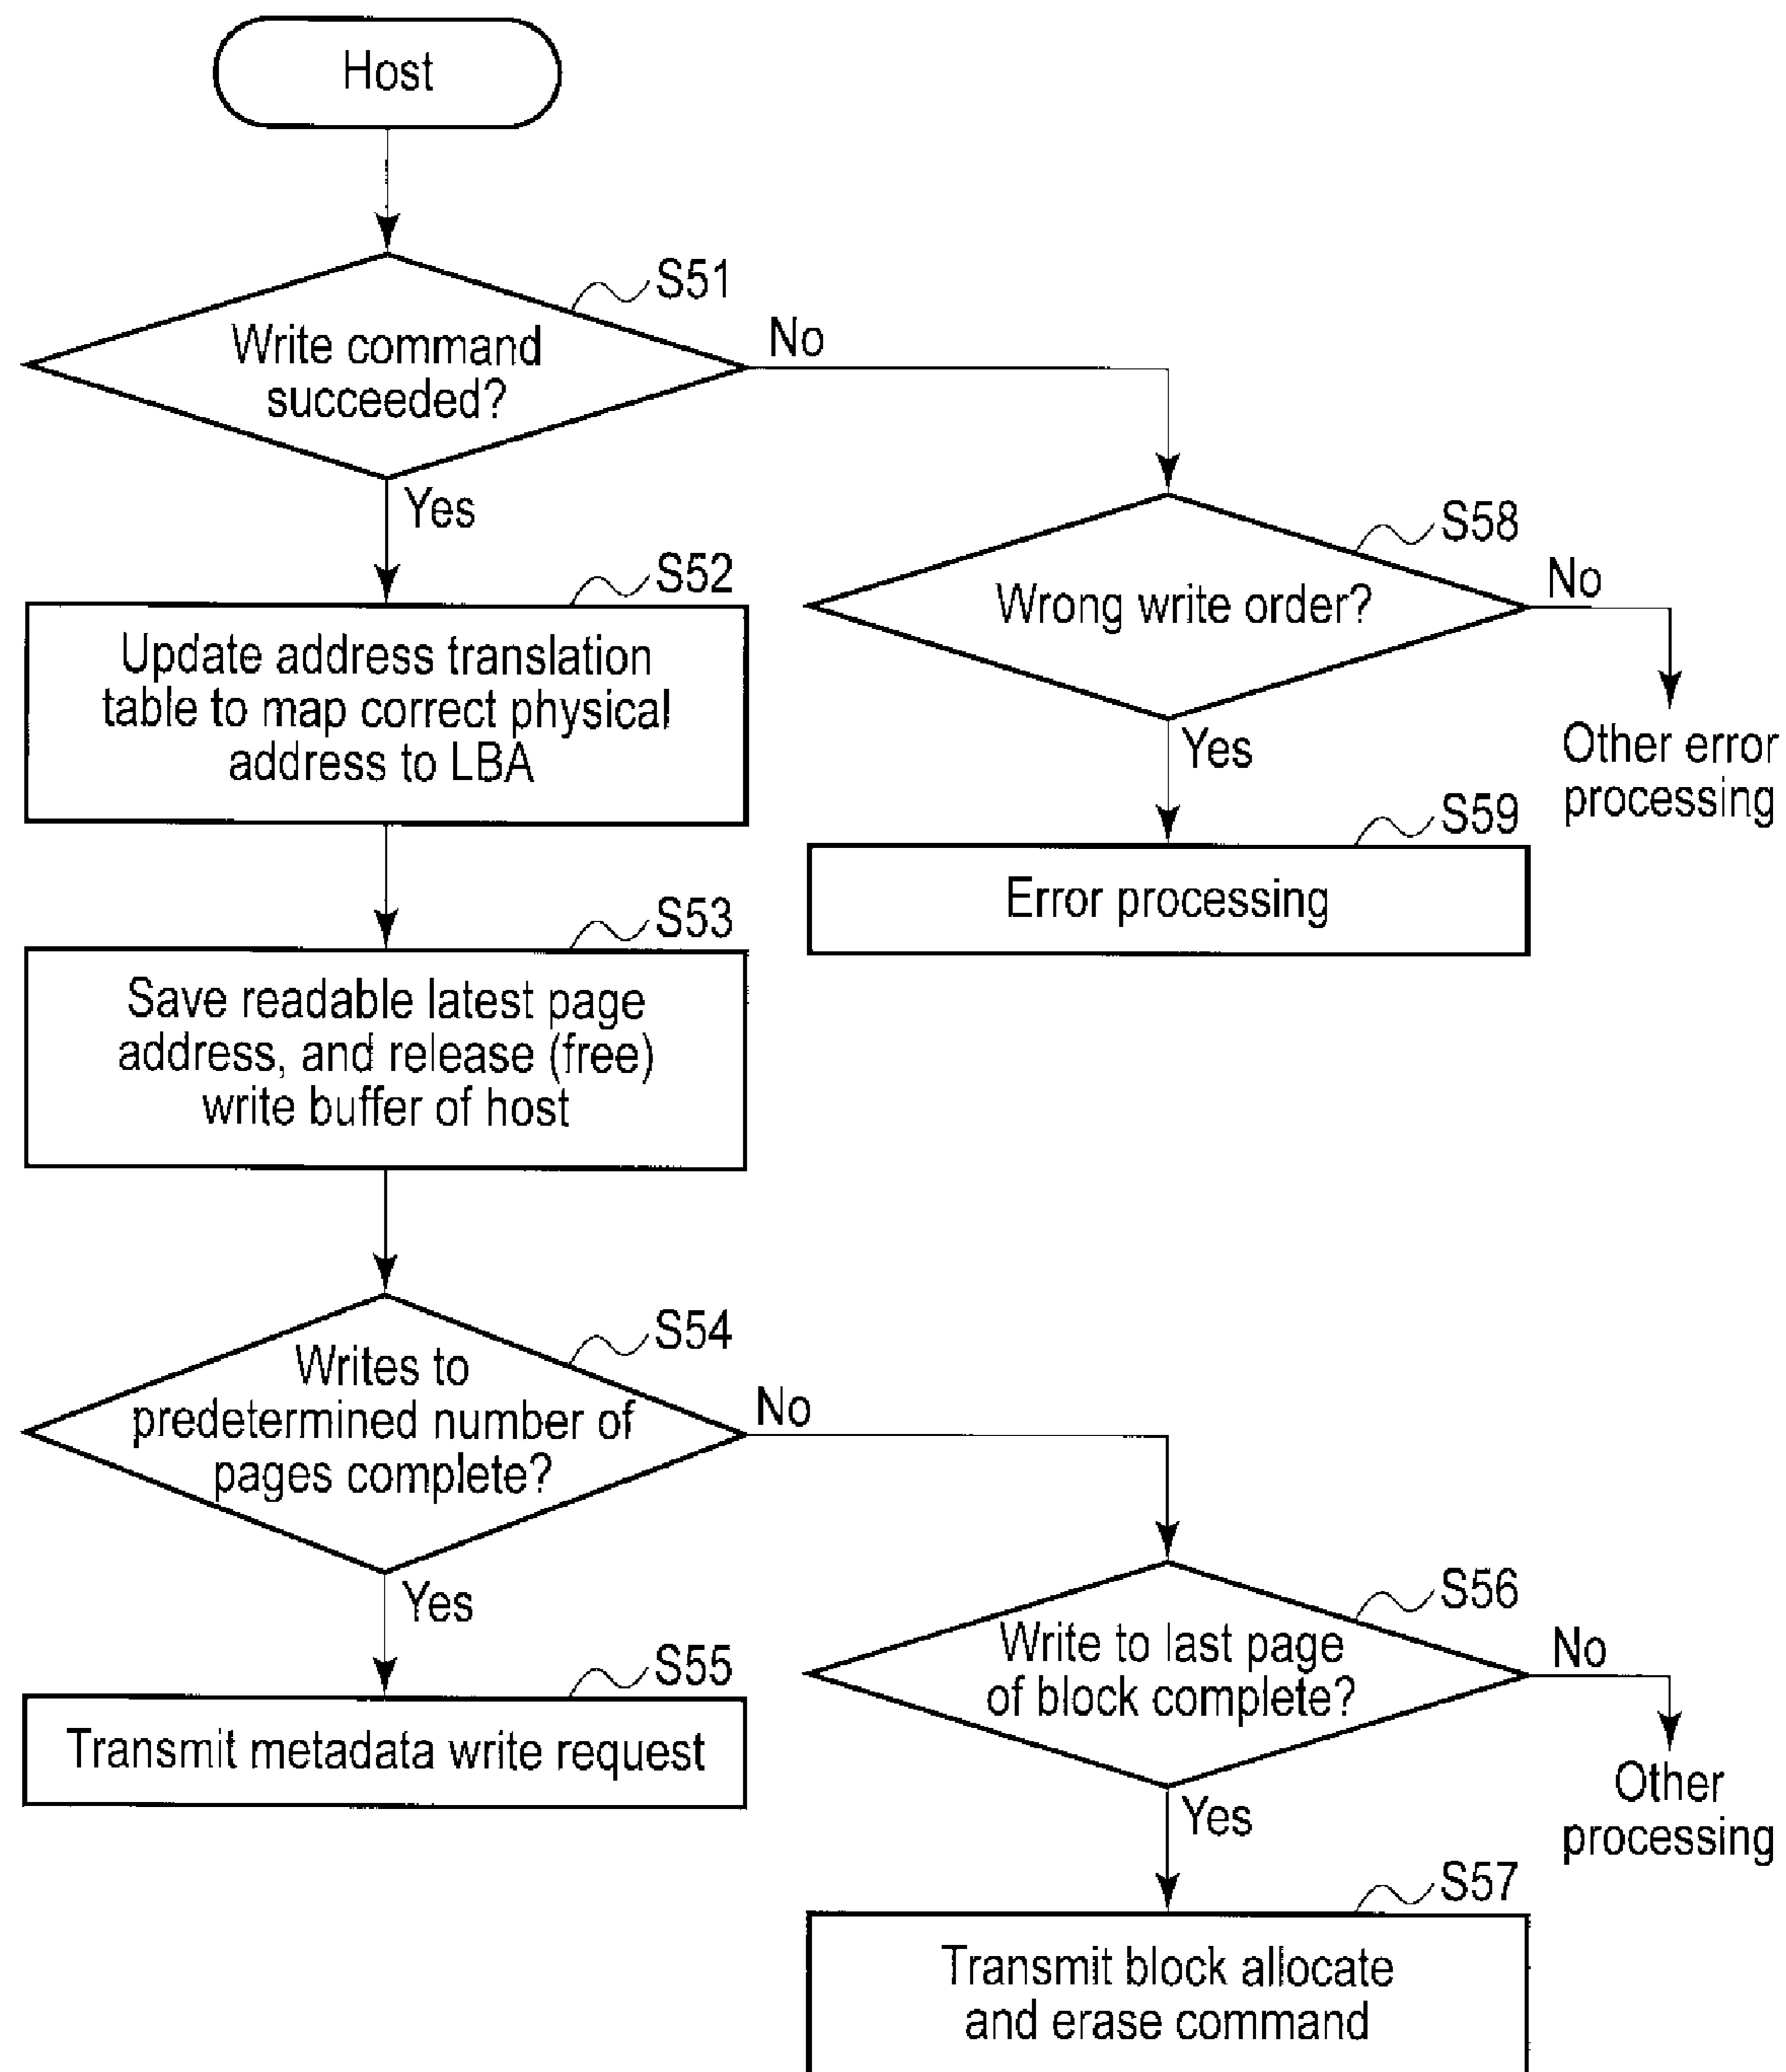 Host
S51
Write command
succeeded?
No
Yes
S52
Update address translation
table to map correct physical
address to LBA
S58
Wrong write order?
No
Other error
processing
Yes
S59
Error processing
S53
Save readable latest page
address, and release (free)
write buffer of host
S54
Writes to
predetermined number of
pages complete?
No
Yes
S55
Transmit metadata write request
S56
Write to last page
of block complete?
No
Other
processing
Yes
S57
Transmit block allocate
and erase command